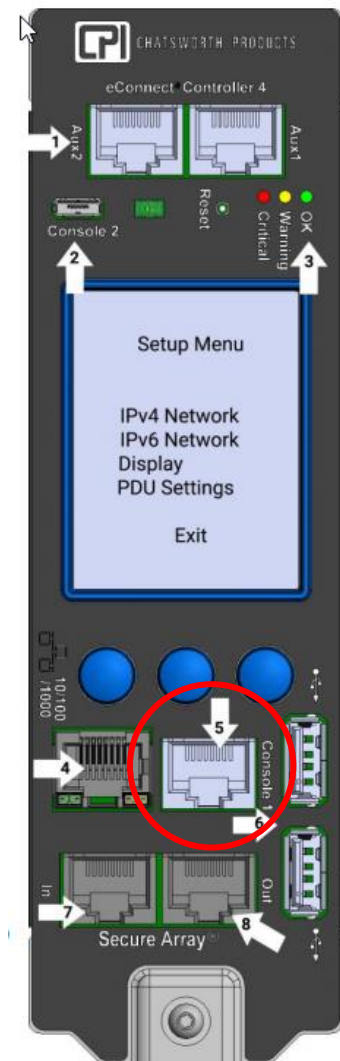 CPI CHATSWORTH PRODUCTS
eConnect® Controller 4
1
Aux2
Aux1
Console 2
Reset
Critical
Warning
OK
2
3
Setup Menu
IPv4 Network
IPv6 Network
Display
PDU Settings
Exit
10/100
/1000
5
4
Console 1
6
In
7
Out
8
Secure Array®